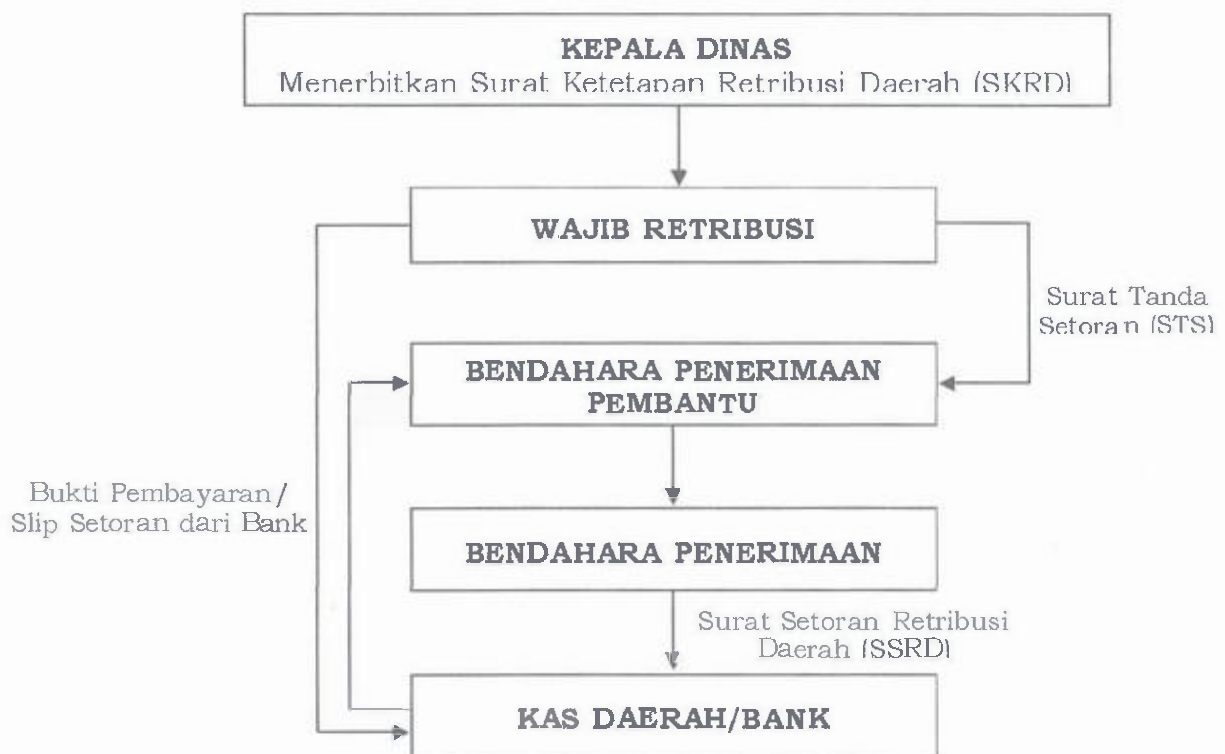 KEPALA DINAS
Menerbitkan Surat Ketetapan Retribusi Daerah (SKRD)
WAJIB RETRIBUSI
Surat Tanda
Setoran (STS)
BENDAHARA PENERIMAAN
PEMBANTU
Bukti Pembayaran/
Slip Setoran dari Bank
BENDAHARA PENERIMAAN
Surat Setoran Retribusi
Daerah (SSRD)
KAS DAERAH/BANK